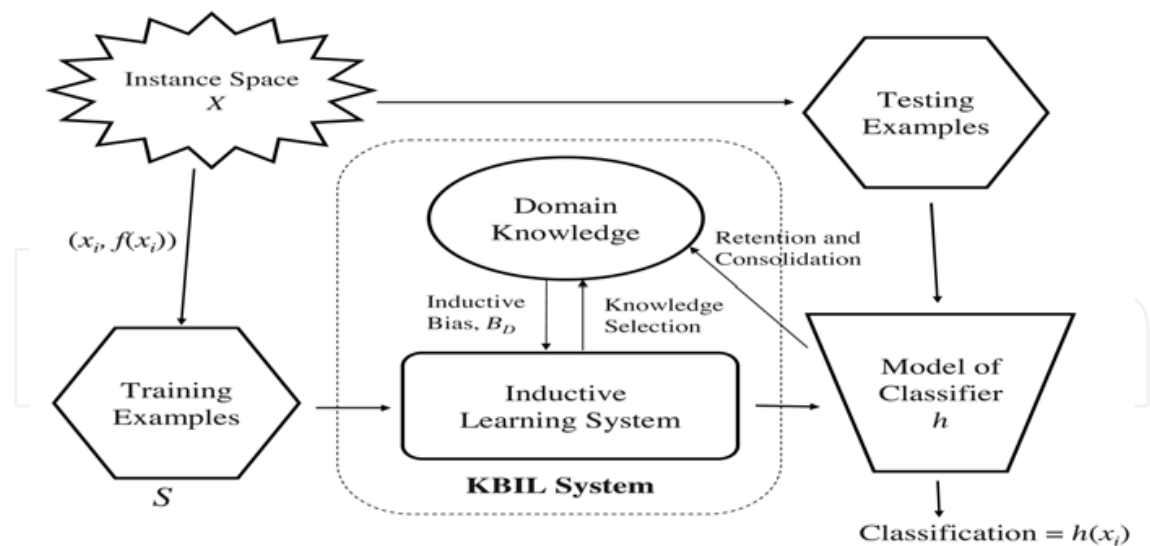 Instance Space
X
Testing
Examples
Domain
Knowledge
(xᵢ, f(xᵢ))
Retention and
Consolidation
Inductive
Bias, B_D
Knowledge
Selection
Training
Examples
S
Inductive
Learning System
KBIL System
Model of
Classifier
h
Classification = h(xᵢ)